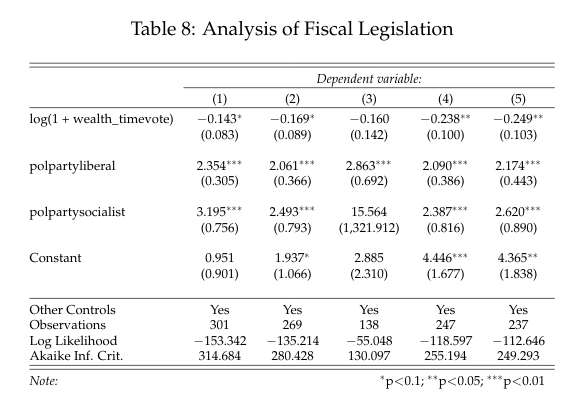 Table 8: Analysis of Fiscal Legislation
Dependent variable:
(1) (2) (3) (4) (5)
log(1 + wealth_timevote) −0.143* −0.169* −0.160 −0.238** −0.249**
(0.083) (0.089) (0.142) (0.100) (0.103)
polpartyliberal 2.354*** 2.061*** 2.863*** 2.090*** 2.174***
(0.305) (0.366) (0.692) (0.386) (0.443)
polpartysocialist 3.195*** 2.493*** 15.564 2.387*** 2.620***
(0.756) (0.793) (1,321.912) (0.816) (0.890)
Constant 0.951 1.937* 2.885 4.446*** 4.365**
(0.901) (1.066) (2.310) (1.677) (1.838)
Other Controls Yes Yes Yes Yes Yes
Observations 301 269 138 247 237
Log Likelihood −153.342 −135.214 −55.048 −118.597 −112.646
Akaike Inf. Crit. 314.684 280.428 130.097 255.194 249.293
Note: *p<0.1; **p<0.05; ***p<0.01